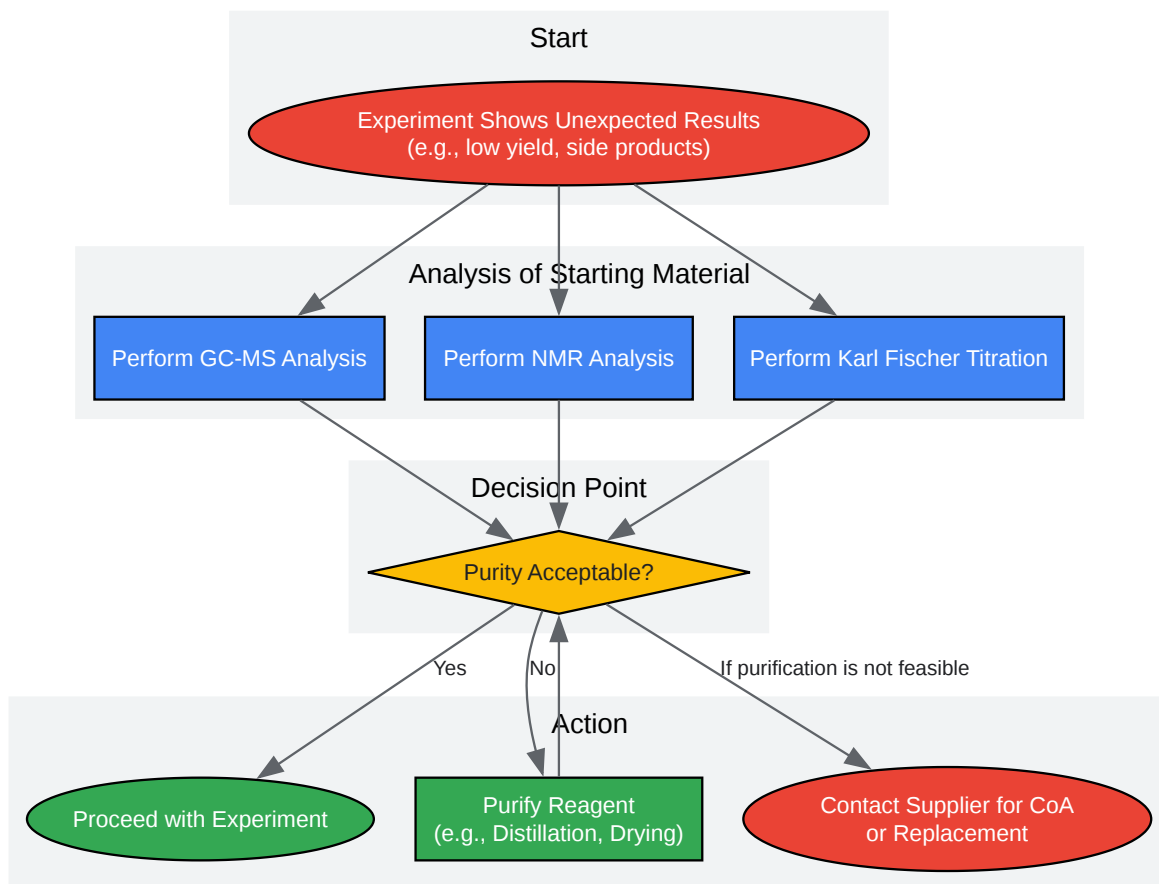 Start
Experiment Shows Unexpected Results
(e.g., low yield, side products)
Analysis of Starting Material
Perform GC-MS Analysis
Perform NMR Analysis
Perform Karl Fischer Titration
Decision Point
Purity Acceptable?
Yes
No
If purification is not feasible
Action
Proceed with Experiment
Purify Reagent
(e.g., Distillation, Drying)
Contact Supplier for CoA
or Replacement